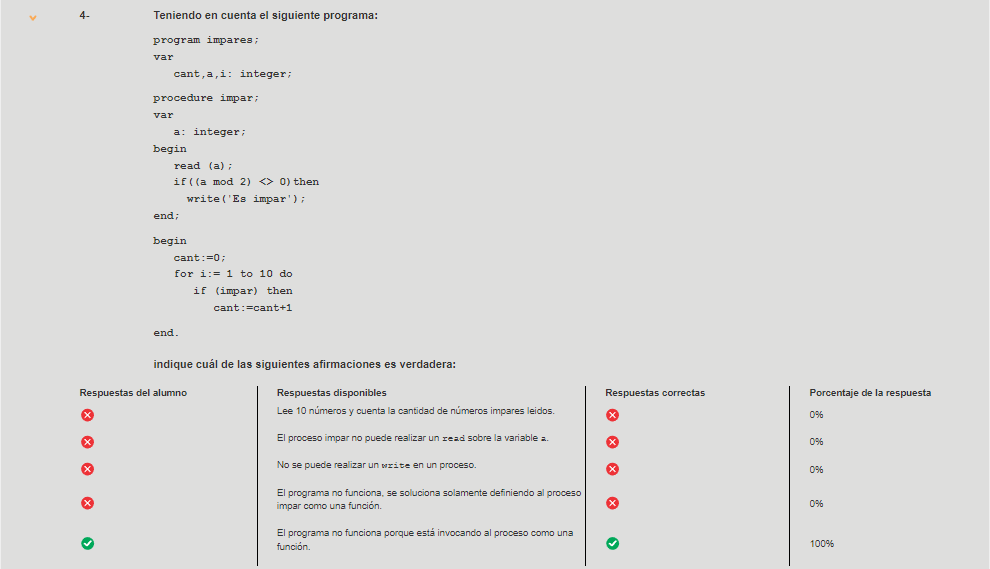 4- Teniendo en cuenta el siguiente programa:
program impares;
var
cant,a,i: integer;
procedure impar;
var
a: integer;
begin
read (a);
if((a mod 2) <> 0)then
write('Es impar');
end;
begin
cant:=0;
for i:= 1 to 10 do
if (impar) then
cant:=cant+1
end.
indique cuál de las siguientes afirmaciones es verdadera:
Respuestas del alumno Respuestas disponibles Respuestas correctas Porcentaje de la respuesta
Lee 10 números y cuenta la cantidad de números impares leidos. 0%
El proceso impar no puede realizar un read sobre la variable a. 0%
No se puede realizar un write en un proceso. 0%
El programa no funciona, se soluciona solamente definiendo al proceso
impar como una función. 0%
El programa no funciona porque está invocando al proceso como una
función. 100%